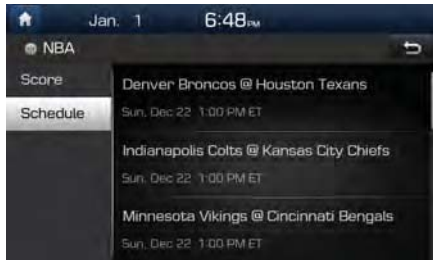 Jan. 1 6:48 PM
NBA
Score
Schedule
Denver Broncos @ Houston Texans
Sun, Dec 22 1:00 PM ET
Indianapolis Colts @ Kansas City Chiefs
Sun, Dec 22 1:00 PM ET
Minnesota Vikings @ Cincinnati Bengals
Sun, Dec 22 1:00 PM ET